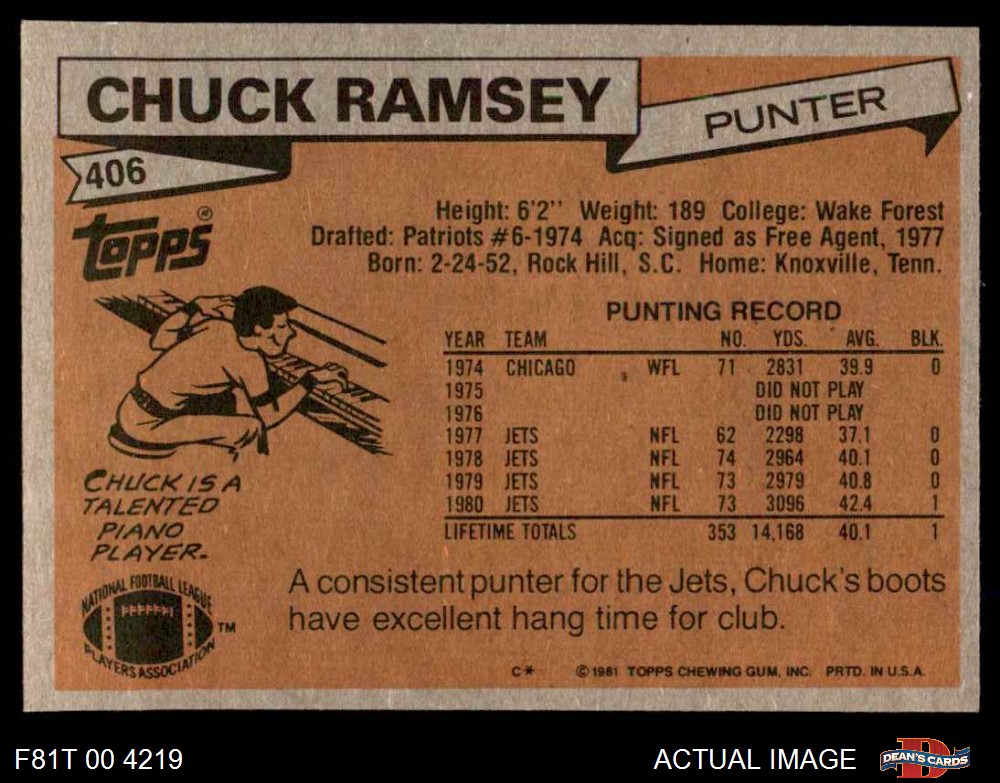 CHUCK RAMSEY
PUNTER
406
Topps®
Height: 6'2'' Weight: 189 College: Wake Forest
Drafted: Patriots #6-1974 Acq: Signed as Free Agent, 1977
Born: 2-24-52, Rock Hill, S.C. Home: Knoxville, Tenn.
PUNTING RECORD
YEAR TEAM NO. YDS. AVG. BLK.
1974 CHICAGO WFL 71 2831 39.9 0
1975 DID NOT PLAY
1976 DID NOT PLAY
1977 JETS NFL 62 2298 37.1 0
1978 JETS NFL 74 2964 40.1 0
1979 JETS NFL 73 2979 40.8 0
1980 JETS NFL 73 3096 42.4 1
LIFETIME TOTALS 353 14,168 40.1 1
CHUCK IS A
TALENTED
PIANO
PLAYER.
NATIONAL FOOTBALL LEAGUE
PLAYERS ASSOCIATION
TM
A consistent punter for the Jets, Chuck's boots
have excellent hang time for club.
C* © 1981 TOPPS CHEWING GUM, INC. PRTD. IN U.S.A.
F81T 00 4219
ACTUAL IMAGE
D
DEAN'S CARDS